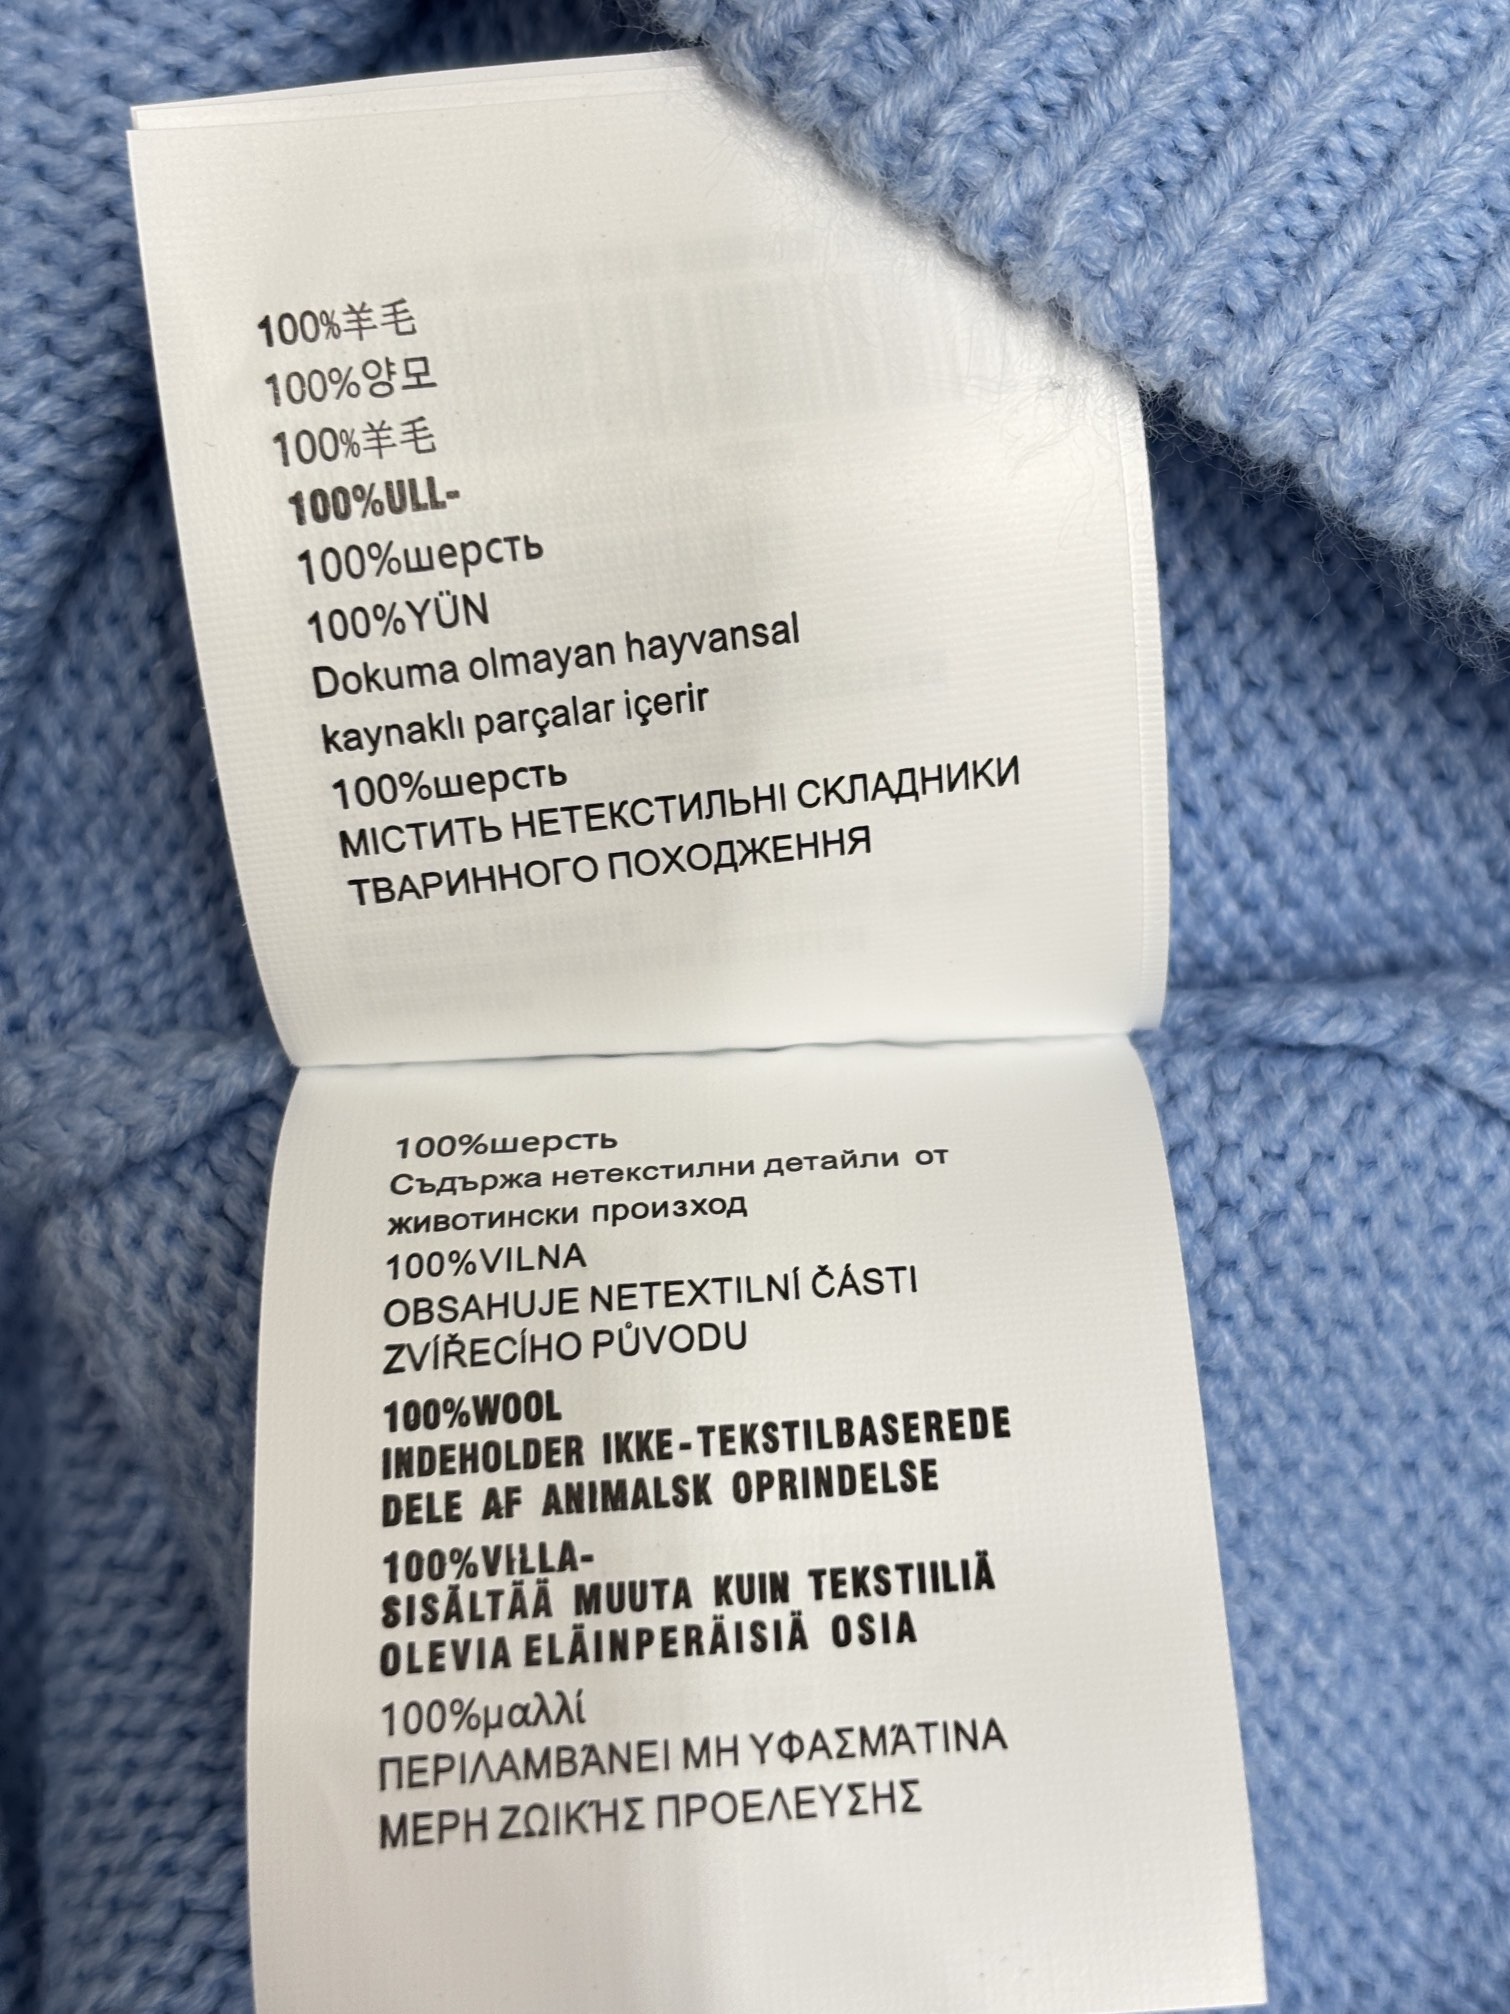 100%羊毛
100%양모
100%羊毛
100%ULL-
100%шерсть
100%YÜN
Dokuma olmayan hayvansal
kaynaklı parçalar içerir
100%шерсть
МІСТИТЬ НЕТЕКСТИЛЬНІ СКЛАДНИКИ
ТВАРИННОГО ПОХОДЖЕННЯ
100%шерсть
Съдържа нетекстилни детайли от
животински произход
100%VILNA
OBSAHUJE NETEXTILNÍ ČÁSTI
ZVÍŘECÍHO PŮVODU
100%WOOL
INDEHOLDER IKKE-TEKSTILBASEREDE
DELE AF ANIMALSK OPRINDELSE
100%VILLA-
SISÄLTÄÄ MUUTA KUIN TEKSTIILIÄ
OLEVIA ELÄINPERÄISIÄ OSIA
100%μαλλί
ΠΕΡΙΛΑΜΒΆΝΕΙ ΜΗ ΥΦΑΣΜΆΤΙΝΑ
ΜΕΡΗ ΖΩΙΚΉΣ ΠΡΟΕΛΕΥΣΗΣ